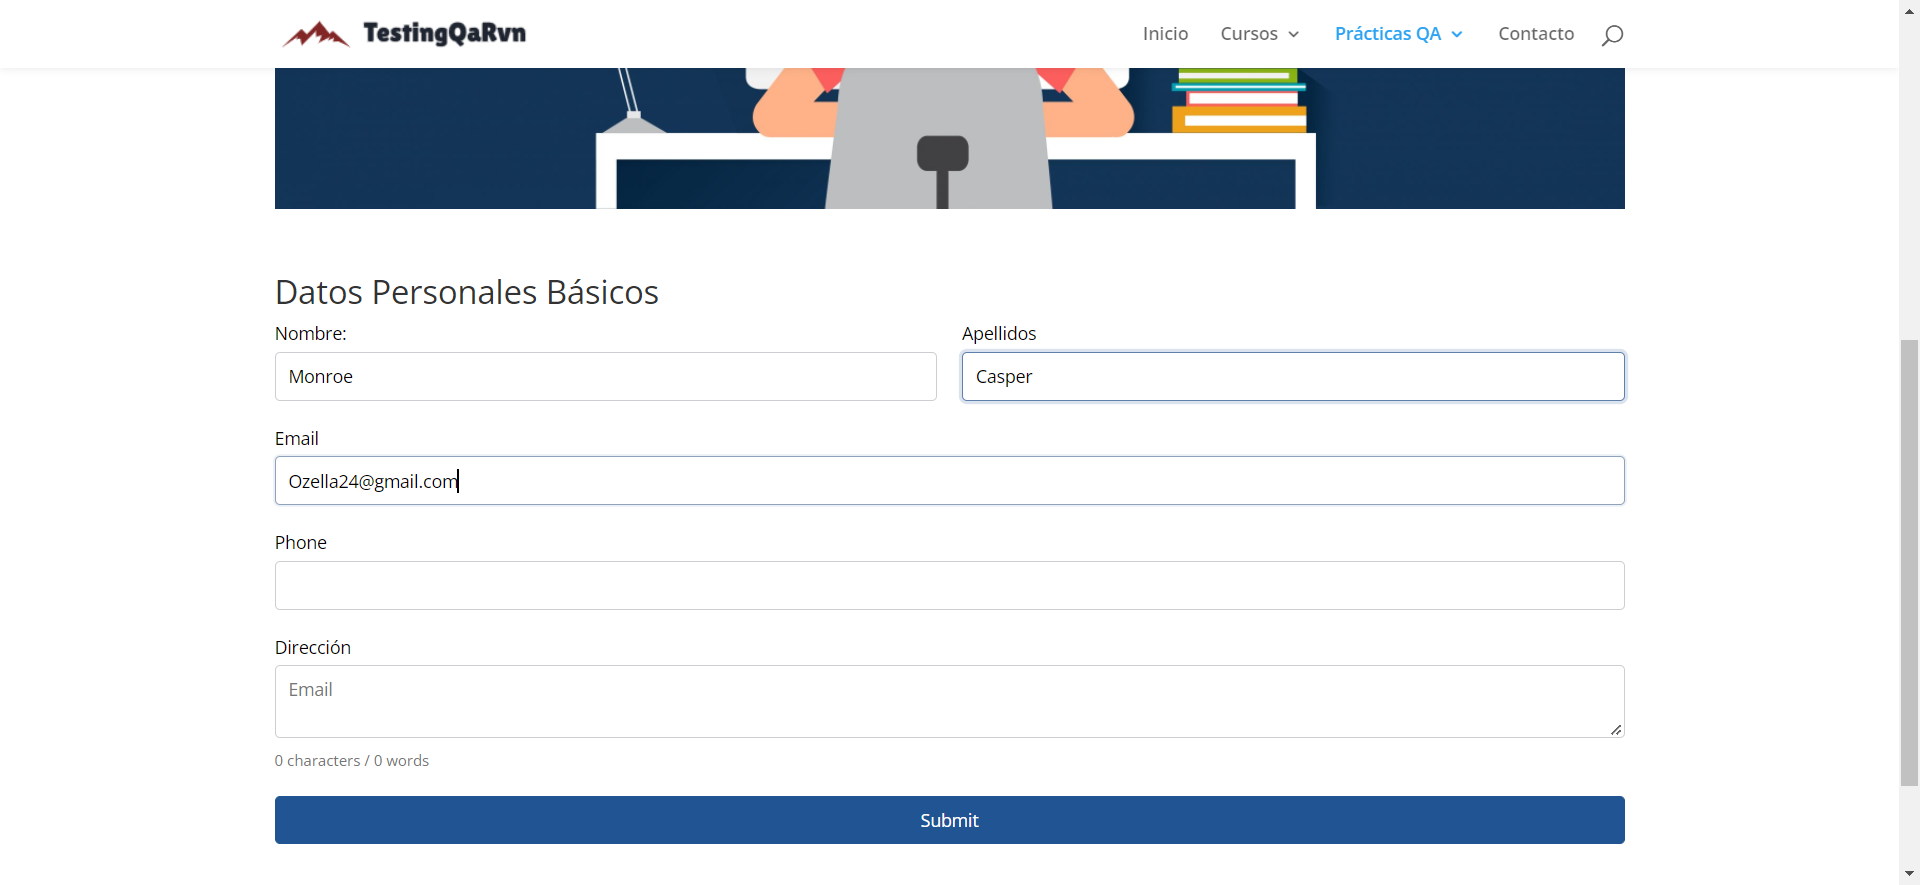 TestingQaRvn
Inicio
Cursos
Prácticas QA
Contacto
Datos Personales Básicos
Nombre:
Apellidos
Monroe
Casper
Email
Ozella24@gmail.com
Phone
Dirección
Email
0 characters / 0 words
Submit